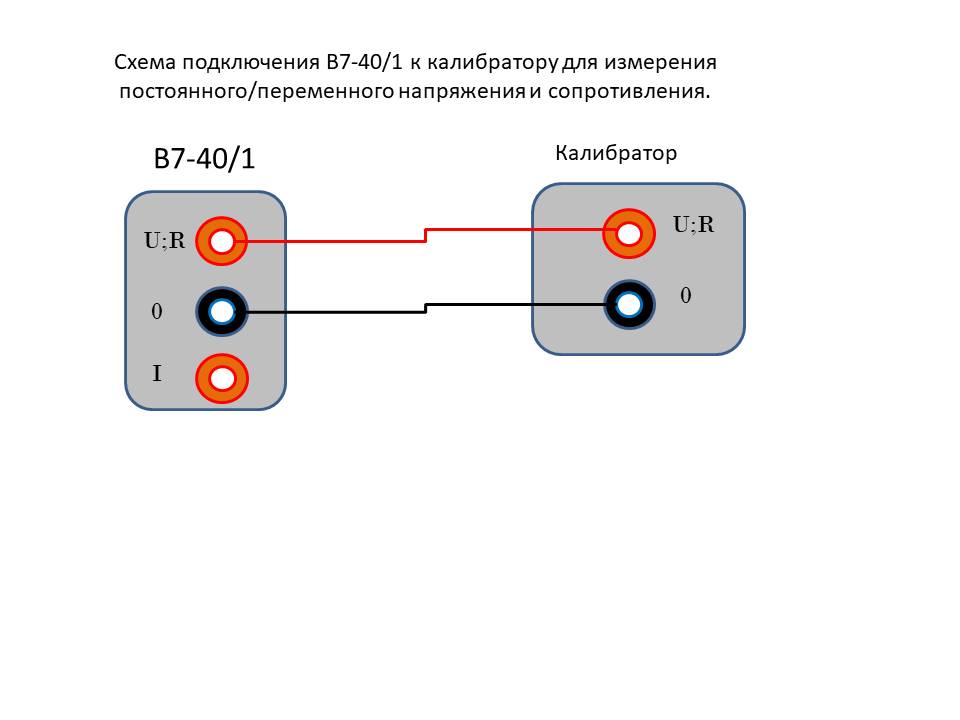 Схема подключения В7-40/1 к калибратору для измерения
постоянного/переменного напряжения и сопротивления.
В7-40/1
Калибратор
U;R
U;R
0
0
I